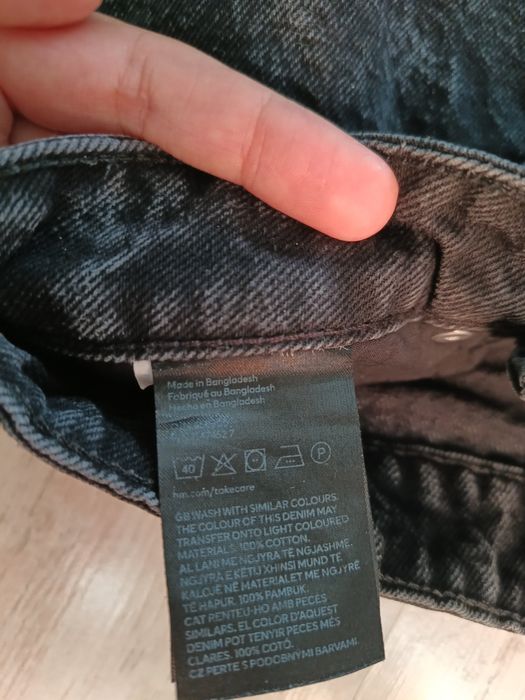 Made in Bangladesh
Fabriqué au Bangladesh
Hecho en Bangladesh
40 P
hm.com/takecare
GB WASH WITH SIMILAR COLOURS.
THE COLOUR OF THIS DENIM MAY
TRANSFER ONTO LIGHT COLOURED
MATERIALS. 100% COTTON.
AL LANI ME NGJYRA TË NGJASHME.
NGJYRA E KËTIJ XHINSI MUND TË
KALOJË NË MATERIALET ME NGJYRË
TË HAPUR. 100% PAMBUK.
CAT RENTEU-HO AMB PECES
SIMILARS. EL COLOR D'AQUEST
DENIM POT TENYIR PECES MÉS
CLARES. 100% COTÓ.
CZ PERTE S PODOBNÝMI BARVAMI.